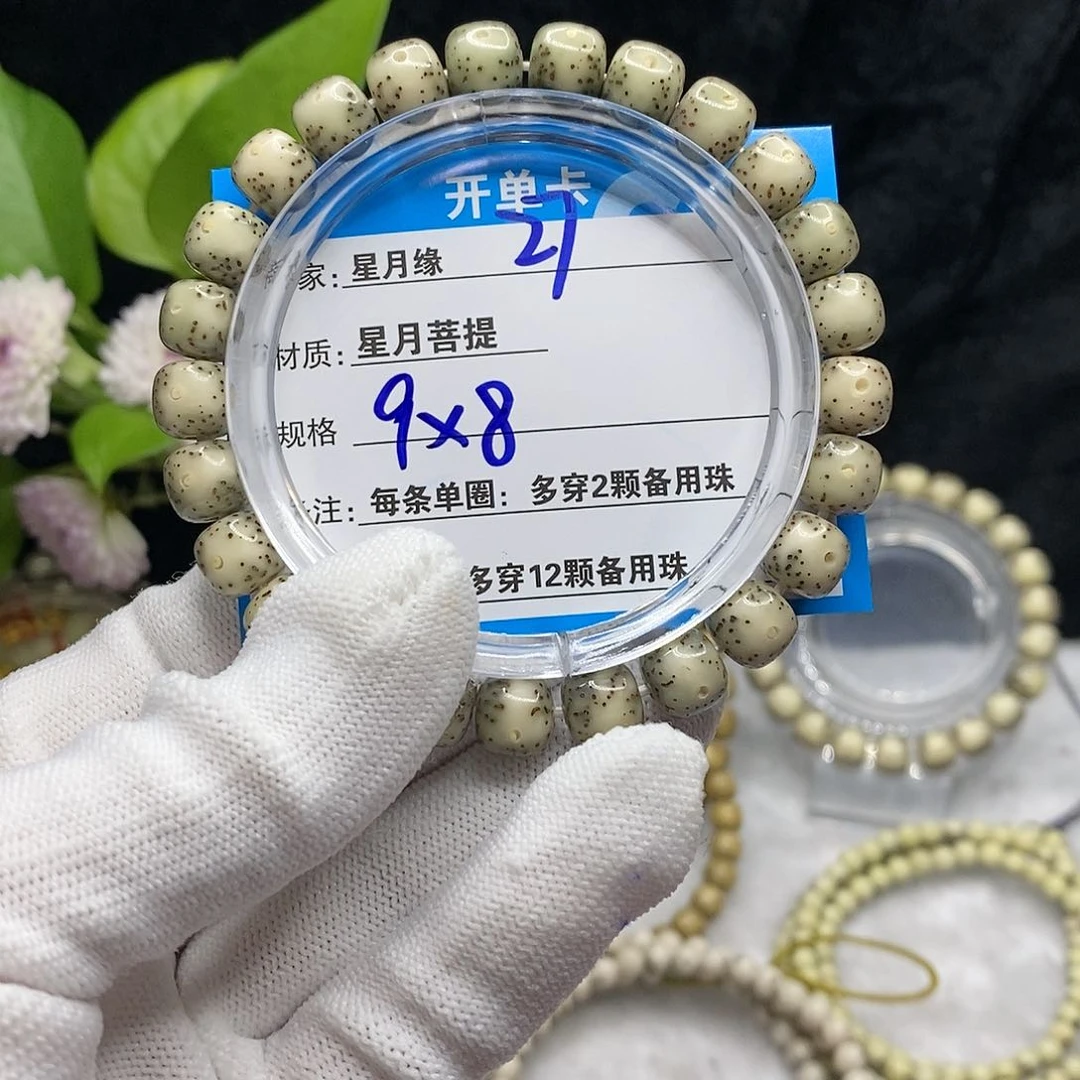 开单卡
21
家：星月缘
材质：星月菩提
规格 9x8
注：每条单圈：多穿2颗备用珠
多穿12颗备用珠